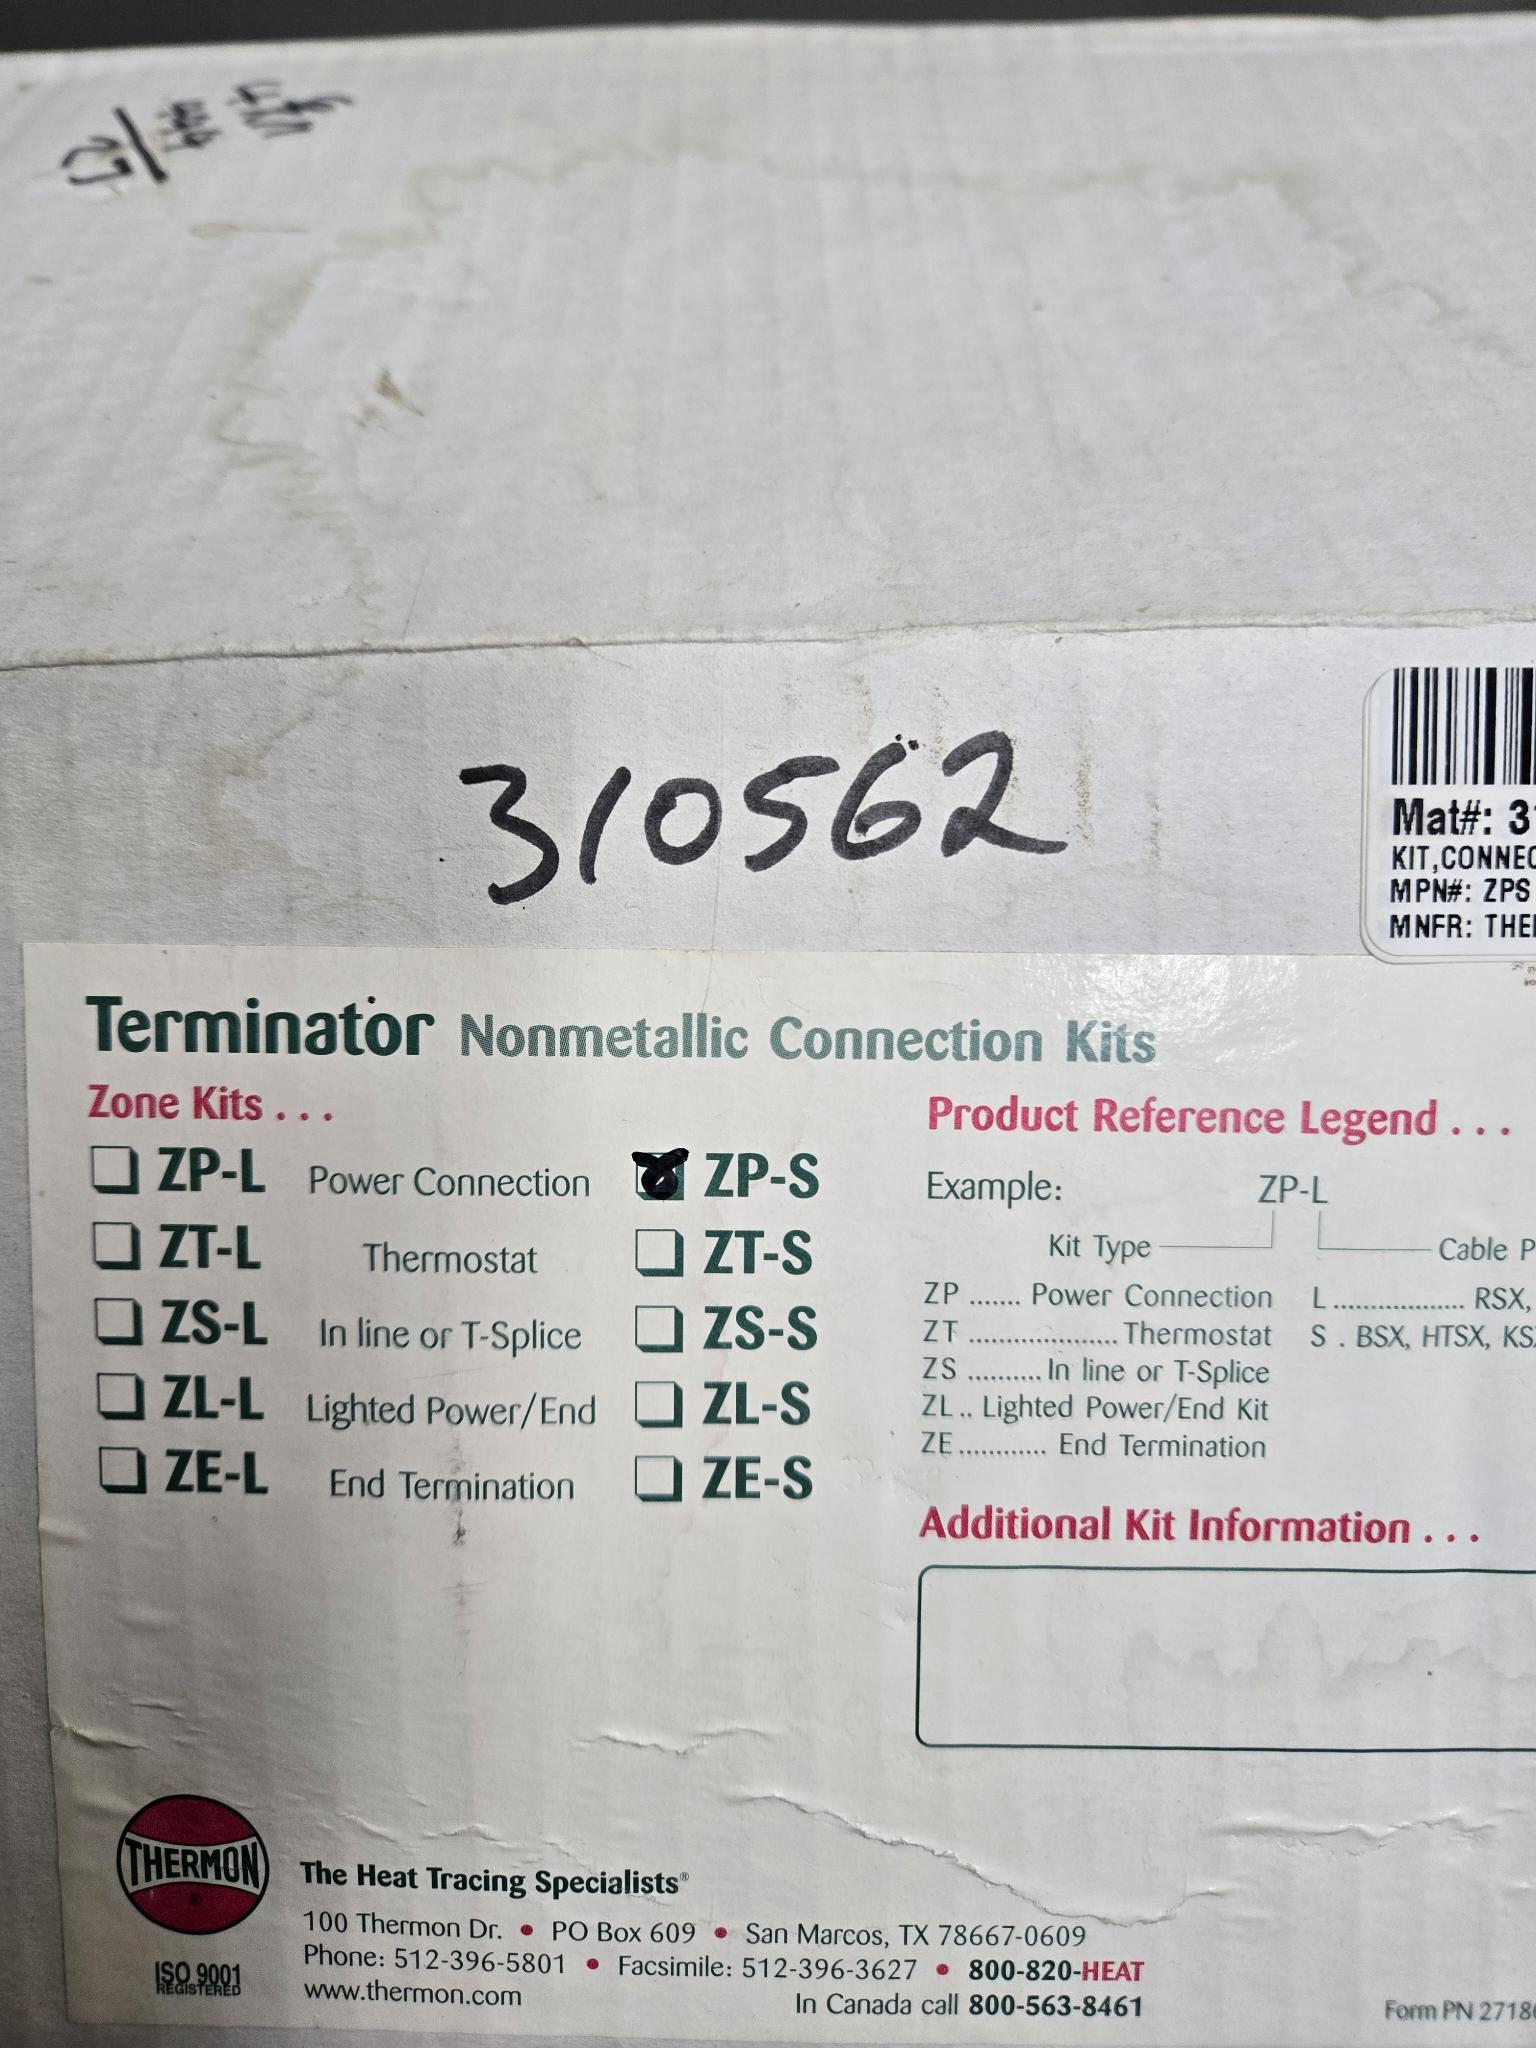 310562
Mat#: 3
KIT,CONNEC
MPN#: ZPS
MNFR: THE
Terminator Nonmetallic Connection Kits
Zone Kits . . .
ZP-L Power Connection ZP-S
ZT-L Thermostat ZT-S
ZS-L In line or T-Splice ZS-S
ZL-L Lighted Power/End ZL-S
ZE-L End Termination ZE-S
Product Reference Legend . . .
Example: ZP-L
Kit Type Cable P
ZP ....... Power Connection L .................. RSX,
ZT .................... Thermostat S . BSX, HTSX, KS
ZS .......... In line or T-Splice
ZL .. Lighted Power/End Kit
ZE ............ End Termination
Additional Kit Information . . .
THERMON
®
ISO 9001
REGISTERED
The Heat Tracing Specialists®
100 Thermon Dr. • PO Box 609 • San Marcos, TX 78667-0609
Phone: 512-396-5801 • Facsimile: 512-396-3627 • 800-820-HEAT
www.thermon.com In Canada call 800-563-8461
Form PN 2718